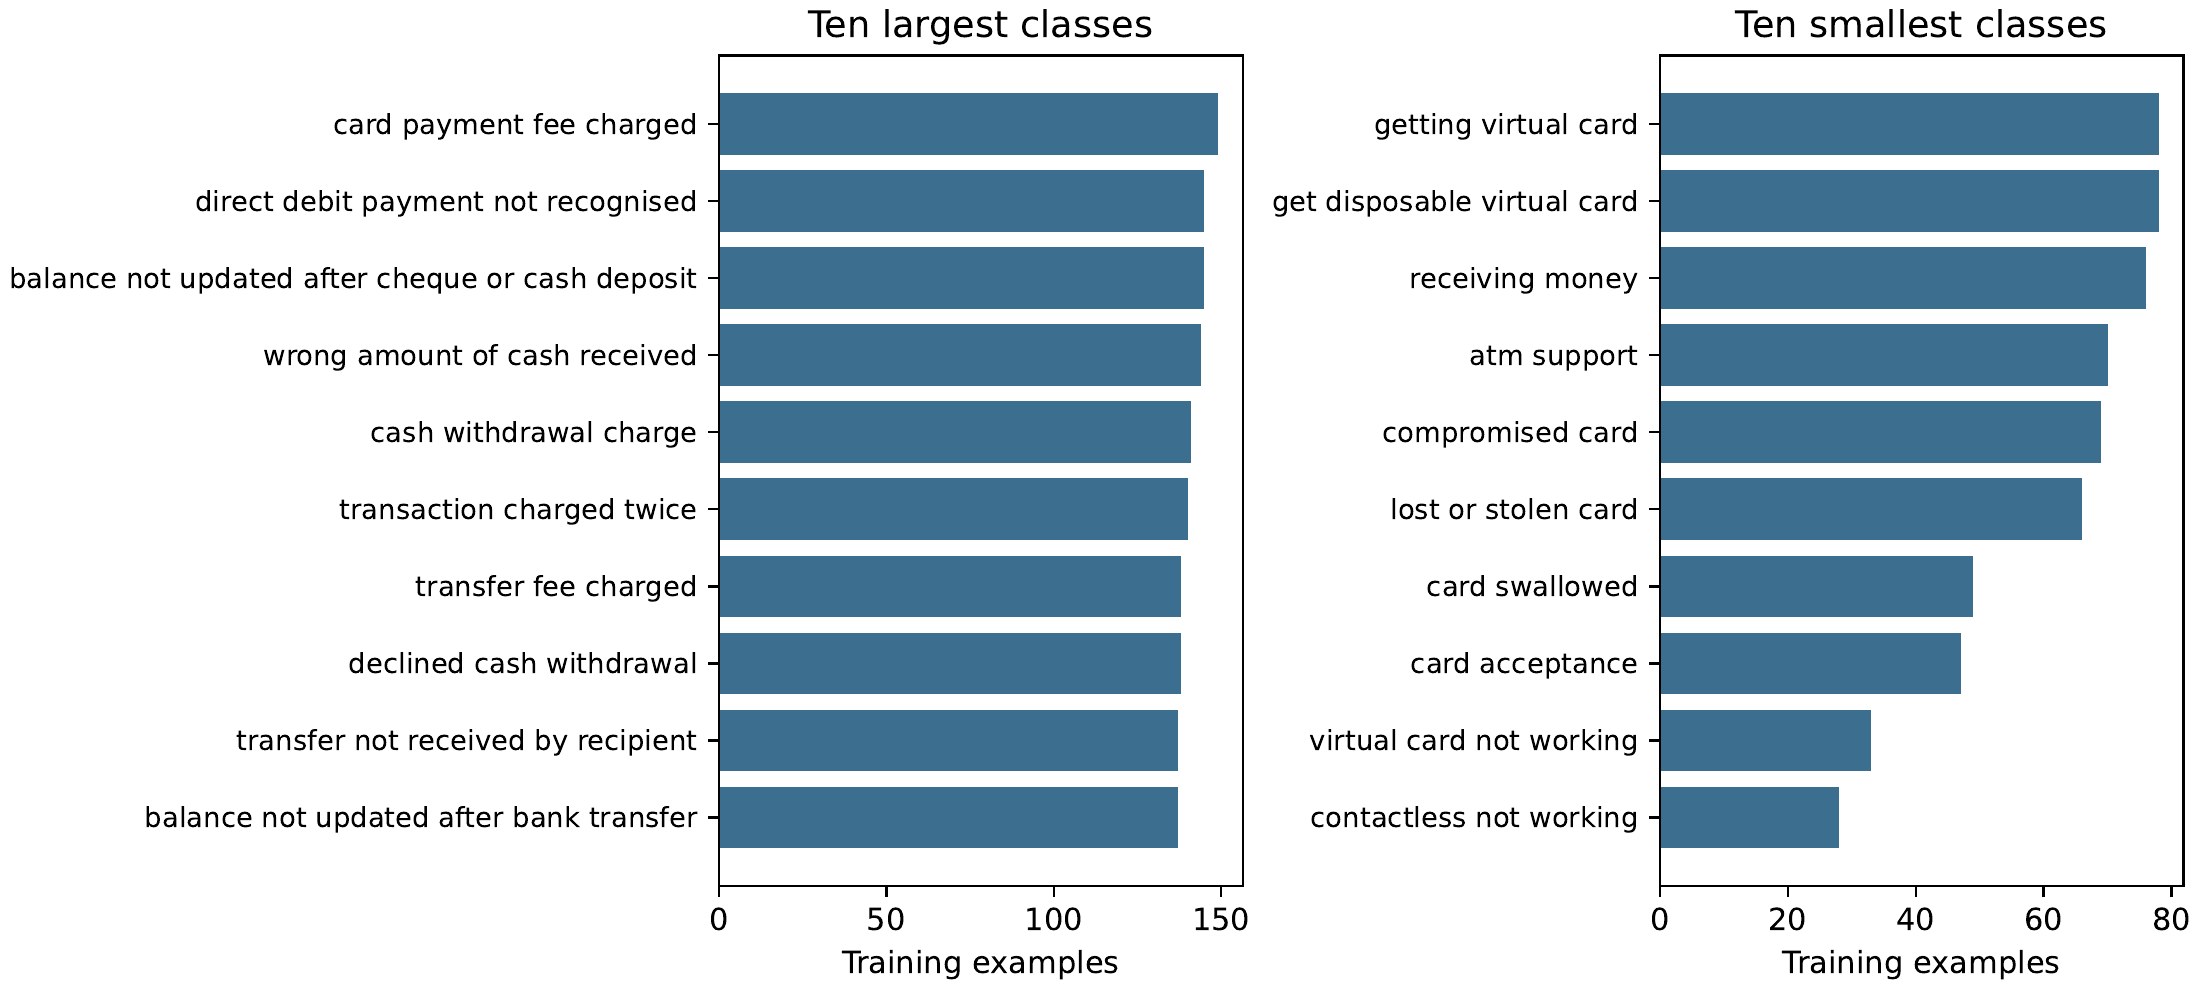 Ten largest classes
card payment fee charged
direct debit payment not recognised
balance not updated after cheque or cash deposit
wrong amount of cash received
cash withdrawal charge
transaction charged twice
transfer fee charged
declined cash withdrawal
transfer not received by recipient
balance not updated after bank transfer
0 50 100 150
Training examples
Ten smallest classes
getting virtual card
get disposable virtual card
receiving money
atm support
compromised card
lost or stolen card
card swallowed
card acceptance
virtual card not working
contactless not working
0 20 40 60 80
Training examples